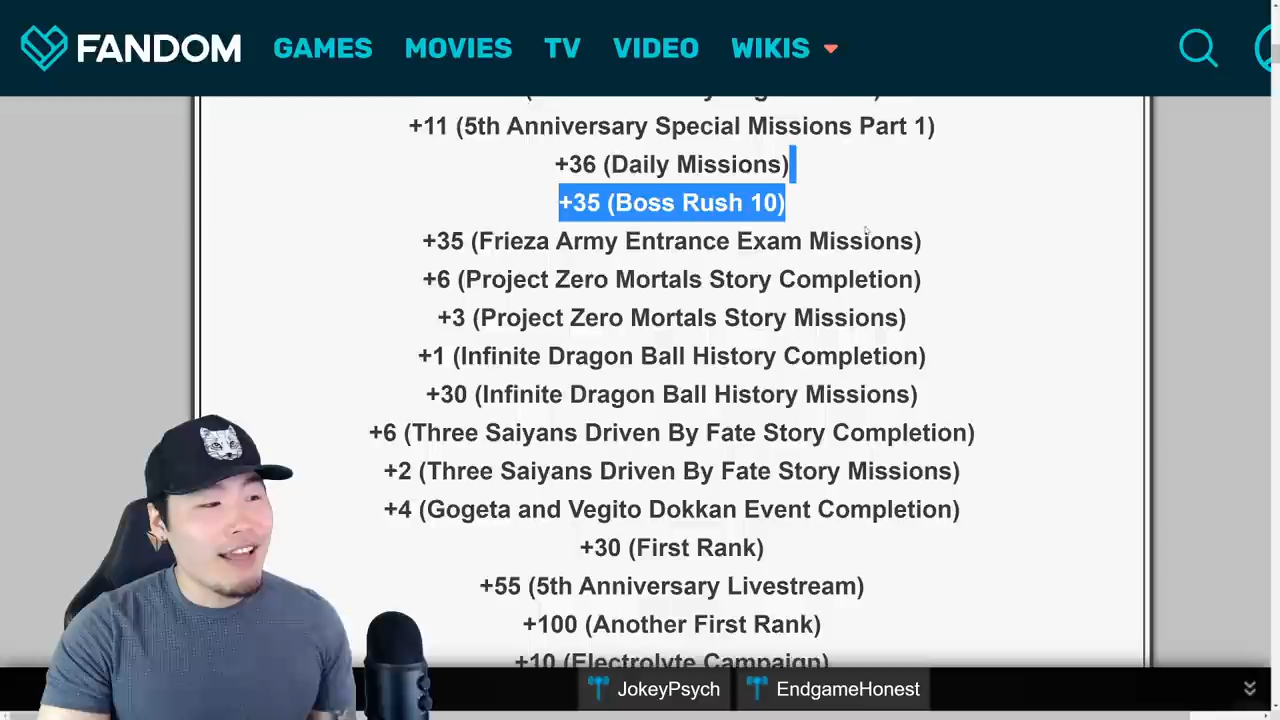 FANDOM GAMES MOVIES TV VIDEO WIKIS
+11 (5th Anniversary Special Missions Part 1)
+36 (Daily Missions)
+35 (Boss Rush 10)
+35 (Frieza Army Entrance Exam Missions)
+6 (Project Zero Mortals Story Completion)
+3 (Project Zero Mortals Story Missions)
+1 (Infinite Dragon Ball History Completion)
+30 (Infinite Dragon Ball History Missions)
+6 (Three Saiyans Driven By Fate Story Completion)
+2 (Three Saiyans Driven By Fate Story Missions)
+4 (Gogeta and Vegito Dokkan Event Completion)
+30 (First Rank)
+55 (5th Anniversary Livestream)
+100 (Another First Rank)
+10 (Electrolyte Campaign)
JokeyPsych EndgameHonest